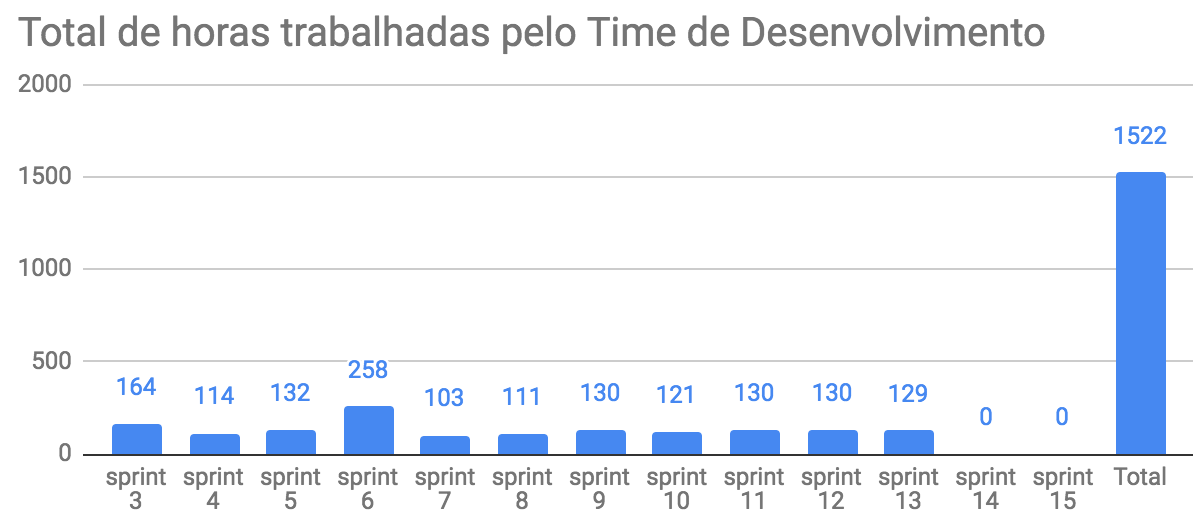 Total de horas trabalhadas pelo Time de Desenvolvimento
2000
1500
1000
500
0
164
114
132
258
103
111
130
121
130
130
129
0
0
1522
sprint 3
sprint 4
sprint 5
sprint 6
sprint 7
sprint 8
sprint 9
sprint 10
sprint 11
sprint 12
sprint 13
sprint 14
sprint 15
Total